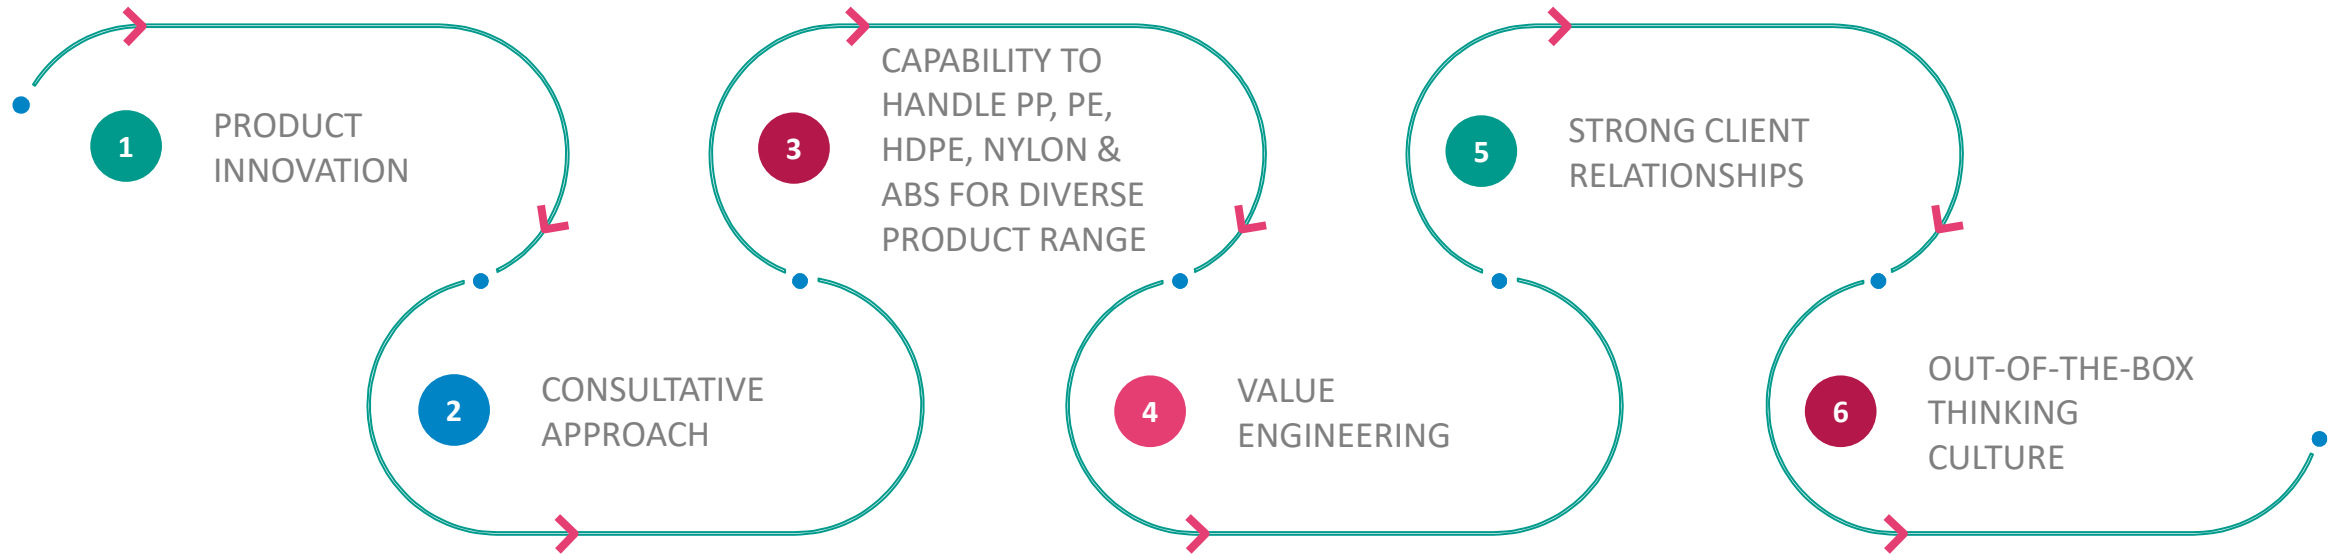 1
PRODUCT
INNOVATION
2
CONSULTATIVE
APPROACH
3
CAPABILITY TO
HANDLE PP, PE,
HDPE, NYLON &
ABS FOR DIVERSE
PRODUCT RANGE
4
VALUE
ENGINEERING
5
STRONG CLIENT
RELATIONSHIPS
6
OUT-OF-THE-BOX
THINKING
CULTURE